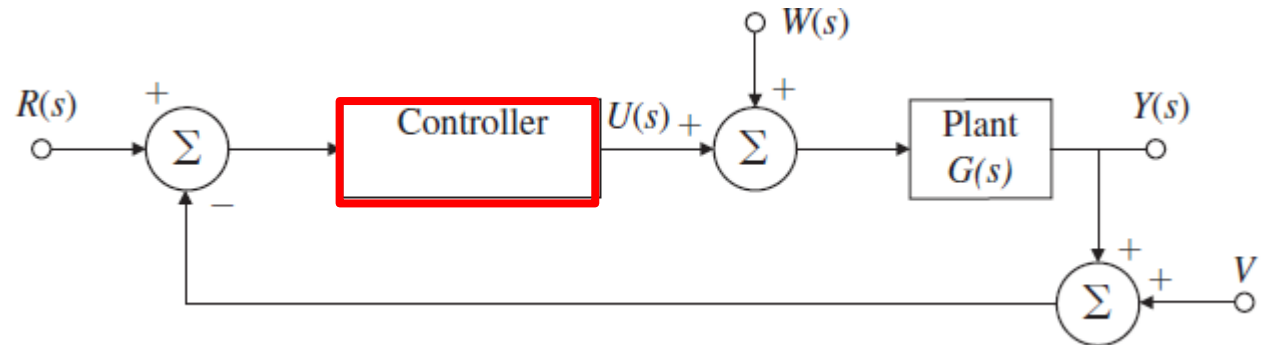 W(s)
R(s)
+
Σ
−
Controller
U(s)
+
+
Σ
Plant
G(s)
Y(s)
+
+
Σ
V